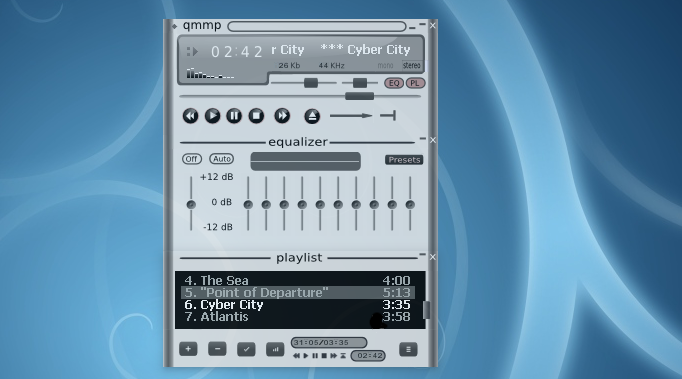 qmmp
02:42 r City *** Cyber City
26 Kb 44 KHz mono stereo
EQ PL
equalizer
Off Auto Presets
+12 dB
0 dB
-12 dB
playlist
4. The Sea 4:00
5. "Point of Departure" 5:13
6. Cyber City 3:35
7. Atlantis 3:58
31:05/03:35
02:42